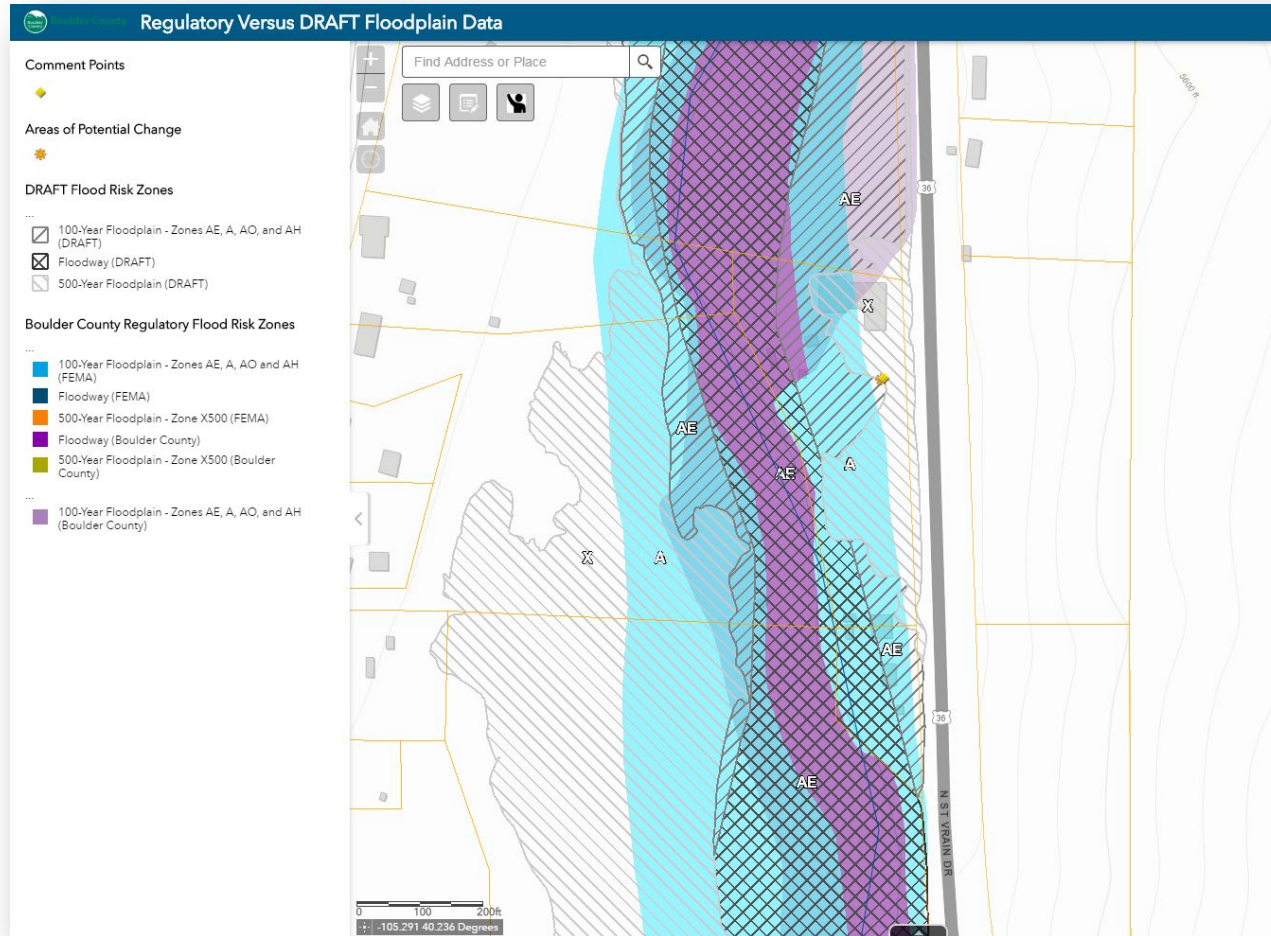 Boulder County
Regulatory Versus DRAFT Floodplain Data
Comment Points
Areas of Potential Change
DRAFT Flood Risk Zones
...
100-Year Floodplain - Zones AE, A, AO, and AH
(DRAFT)
Floodway (DRAFT)
500-Year Floodplain (DRAFT)
Boulder County Regulatory Flood Risk Zones
...
100-Year Floodplain - Zones AE, A, AO and AH
(FEMA)
Floodway (FEMA)
500-Year Floodplain - Zone X500 (FEMA)
Floodway (Boulder County)
500-Year Floodplain - Zone X500 (Boulder
County)
...
100-Year Floodplain - Zones AE, A, AO, and AH
(Boulder County)
+
Find Address or Place
−
5600 ft
36
AE
X
AE
A
AE
X
A
AE
36
AE
N ST VRAIN DR
0 100 200ft
-105.291 40.236 Degrees